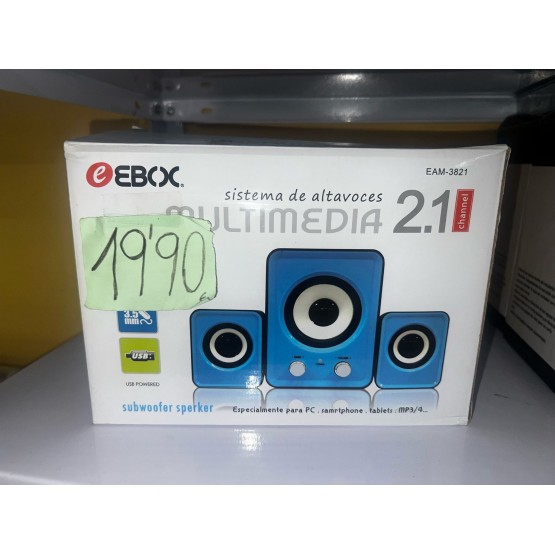 e EBOX.
EAM-3821
sistema de altavoces
MULTIMEDIA 2.1 channel
19'90
3.5 mm
USB
USB POWERED
subwoofer sperker
Especialmente para PC . samrtphone . tablets . MP3/4...